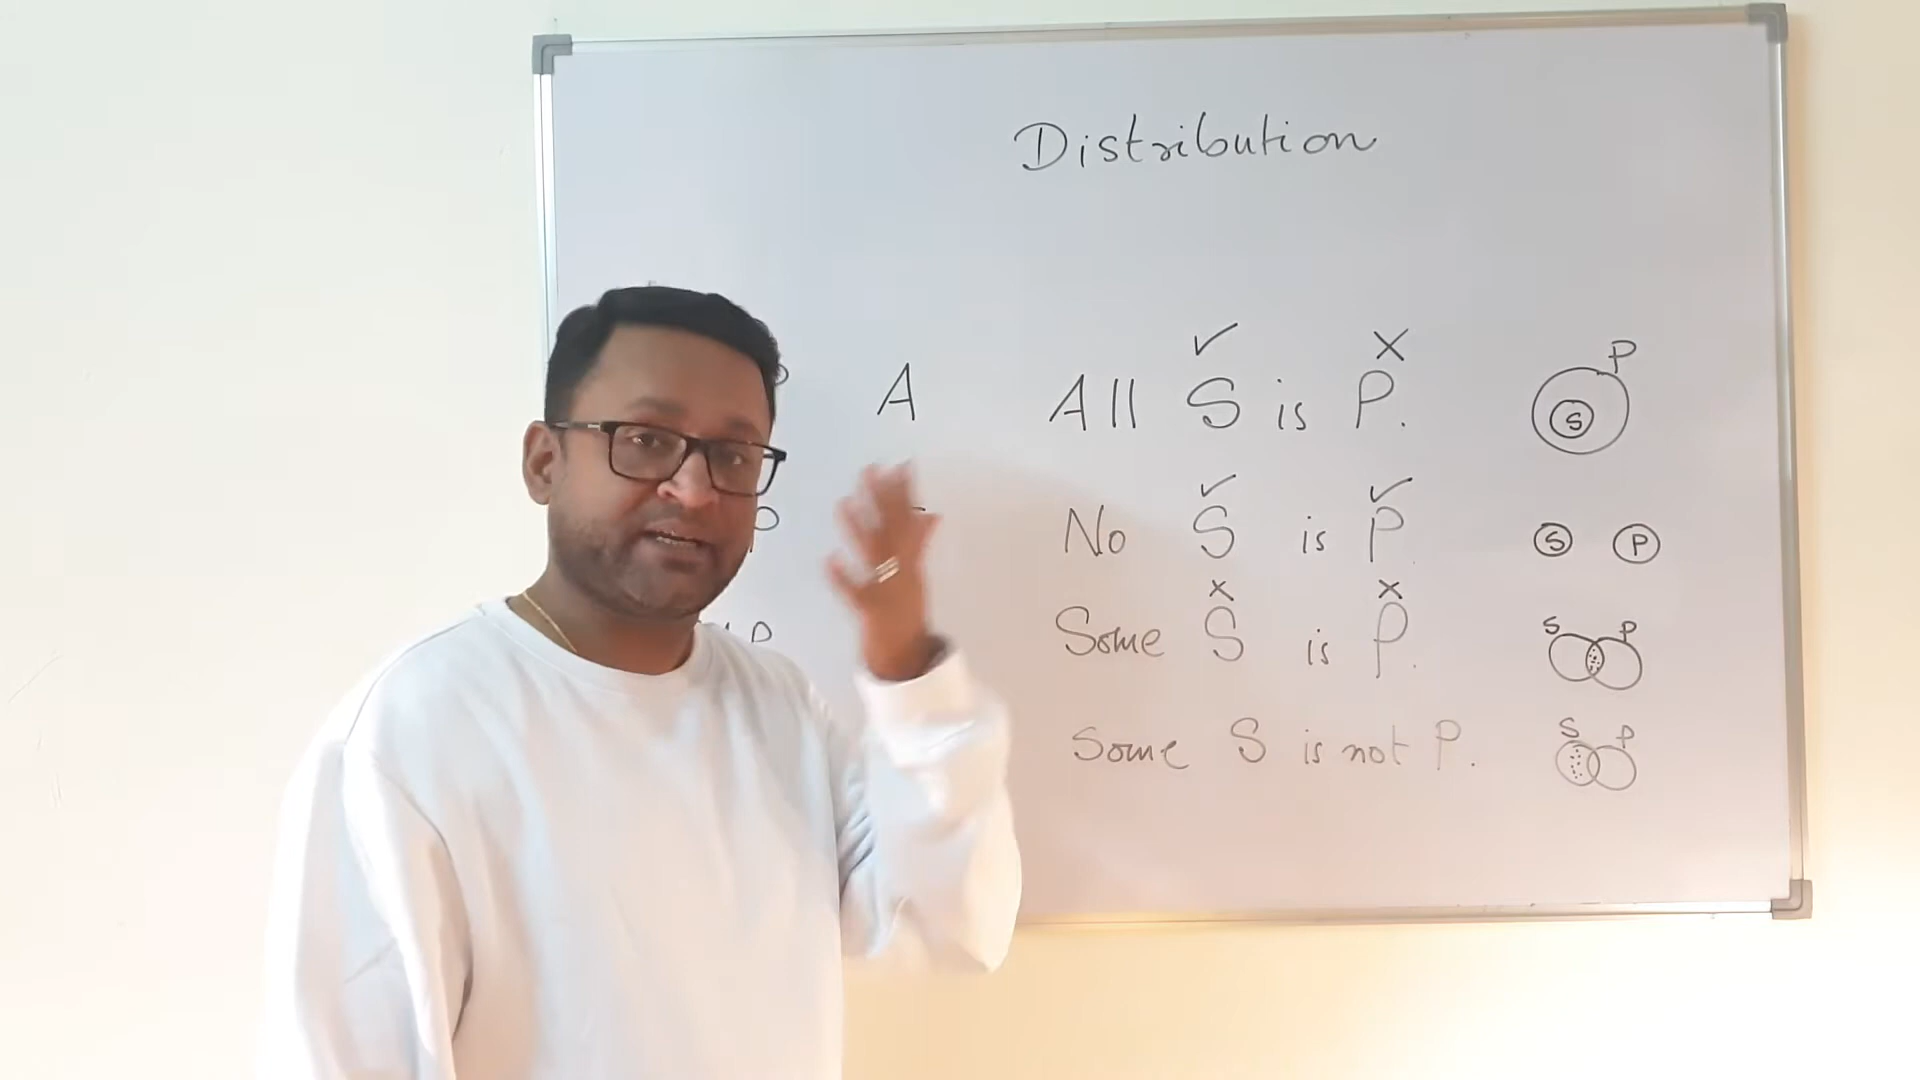 Distribution
✓ ×
A All S is P. P S
✓ ✓
No S is P S P
× ×
P Some S is P. S P
Some S is not P. S P